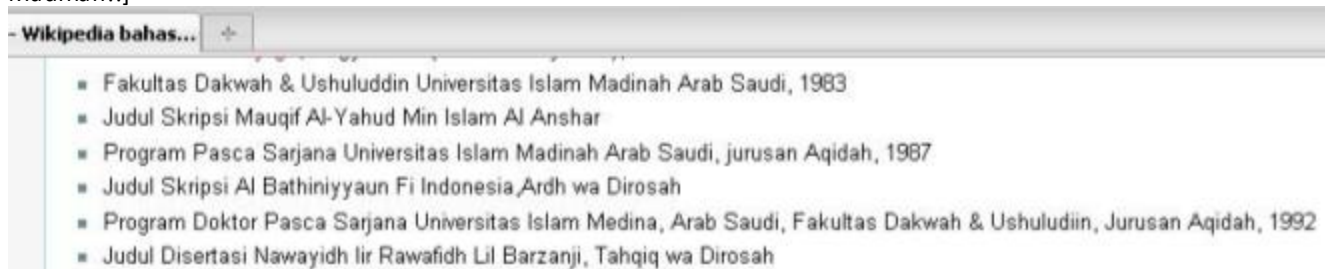 - Wikipedia bahas...
Fakultas Dakwah & Ushuluddin Universitas Islam Madinah Arab Saudi, 1983
Judul Skripsi Mauqif Al-Yahud Min Islam Al Anshar
Program Pasca Sarjana Universitas Islam Madinah Arab Saudi, jurusan Aqidah, 1987
Judul Skripsi Al Bathiniyyaun Fi Indonesia,Ardh wa Dirosah
Program Doktor Pasca Sarjana Universitas Islam Medina, Arab Saudi, Fakultas Dakwah & Ushuludiin, Jurusan Aqidah, 1992
Judul Disertasi Nawayidh lir Rawafidh Lil Barzanji, Tahqiq wa Dirosah